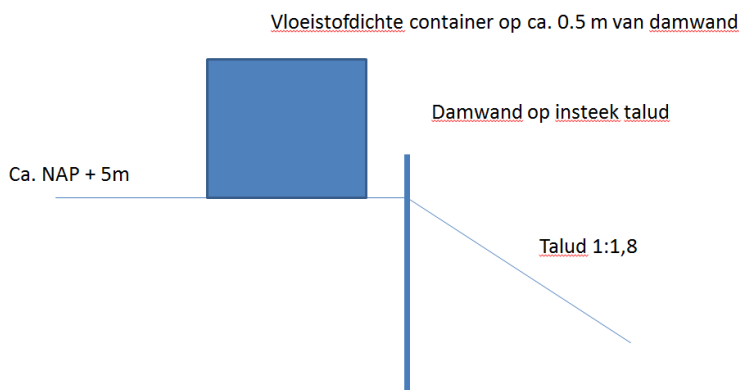 Vloeistofdichte container op ca. 0.5 m van damwand
Damwand op insteek talud
Ca. NAP + 5m
Talud 1:1,8